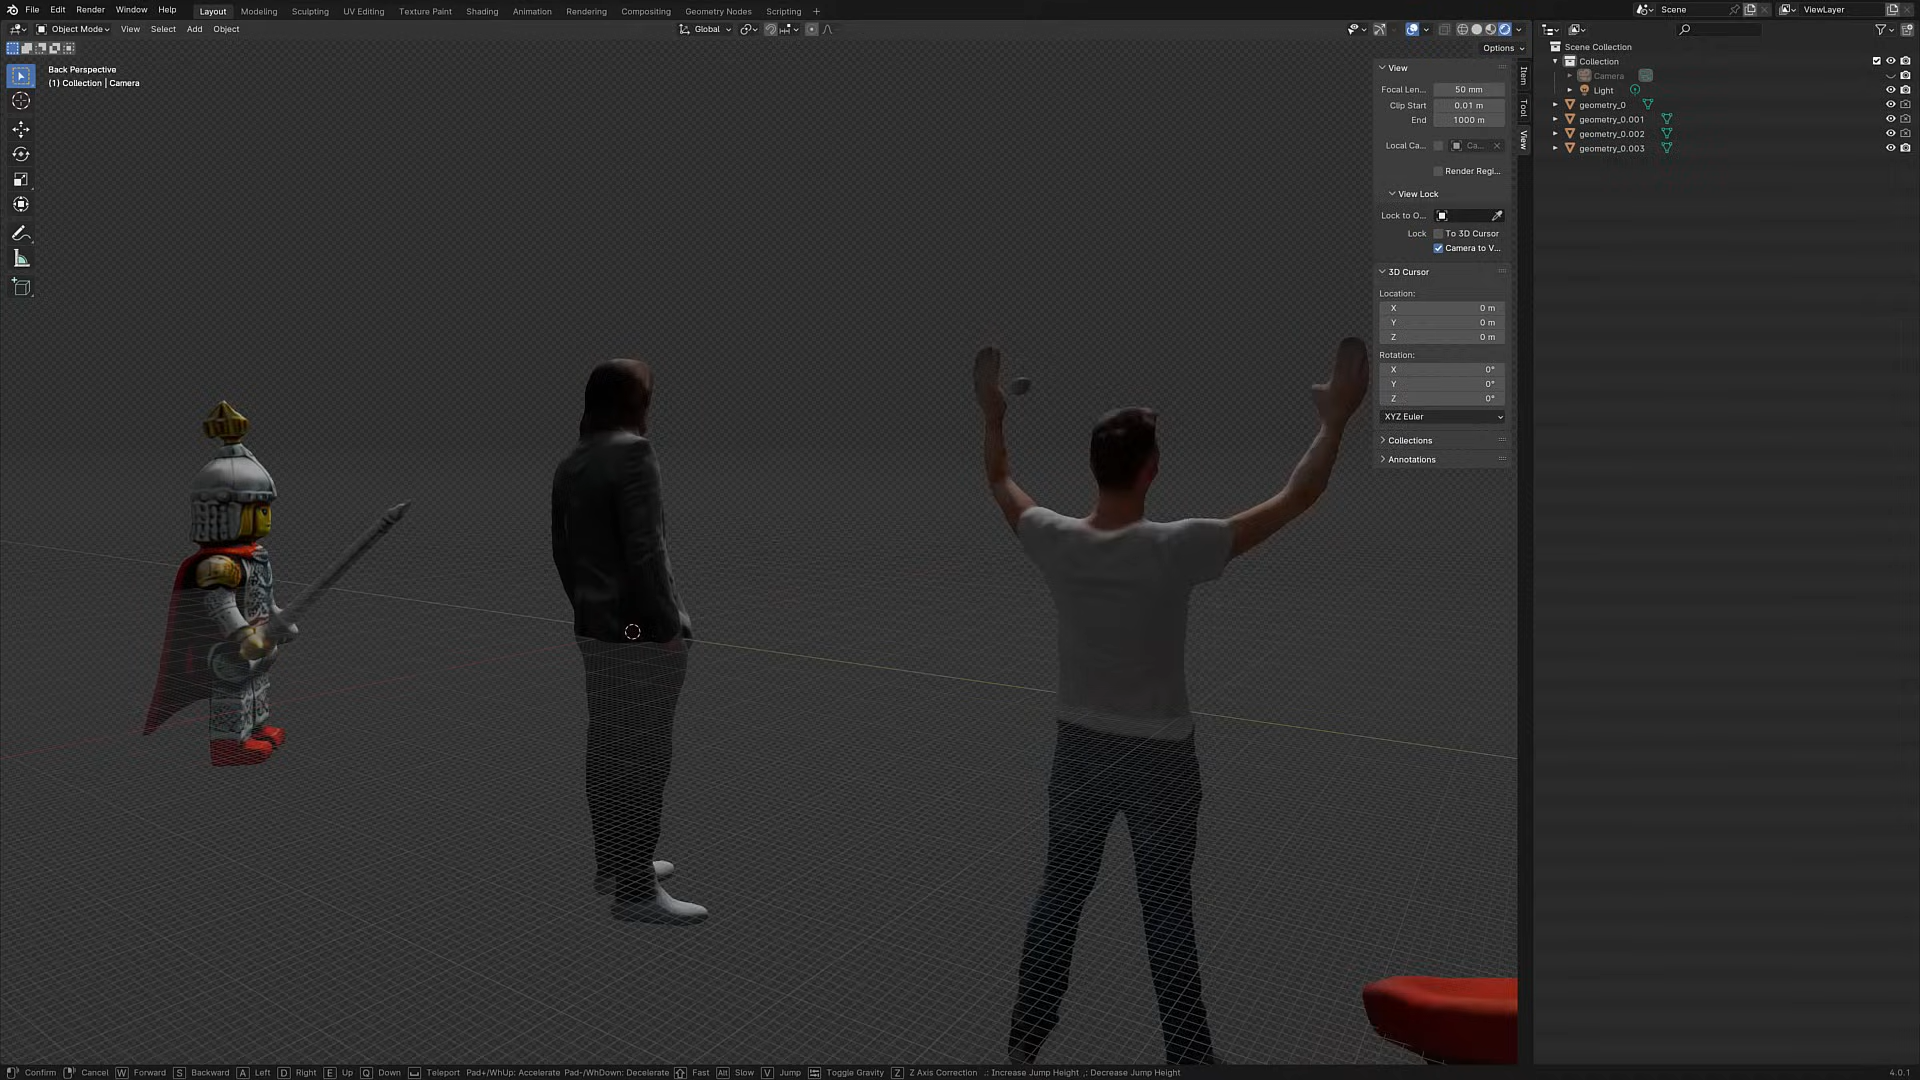 File Edit Render Window Help Layout Modeling Sculpting UV Editing Texture Paint Shading Animation Rendering Compositing Geometry Nodes Scripting Scene ViewLayer
Object Mode View Select Add Object Global
Options
Back Perspective
(1) Collection | Camera
View
Focal Len... 50 mm
Clip Start 0.01 m
End 1000 m
Local Ca... Ca...
Render Regi...
View Lock
Lock to O...
Lock To 3D Cursor
Camera to V...
3D Cursor
Location:
X 0 m
Y 0 m
Z 0 m
Rotation:
X 0°
Y 0°
Z 0°
XYZ Euler
Collections
Annotations
Item
Tool
View
Scene Collection
Collection
Camera
Light
geometry_0
geometry_0.001
geometry_0.002
geometry_0.003
Confirm Cancel W Forward S Backward A Left D Right E Up Q Down Teleport Pad+/WhUp: Accelerate Pad-/WhDown: Decelerate Fast Alt Slow V Jump Toggle Gravity Z Z Axis Correction .: Increase Jump Height ,: Decrease Jump Height 4.0.1